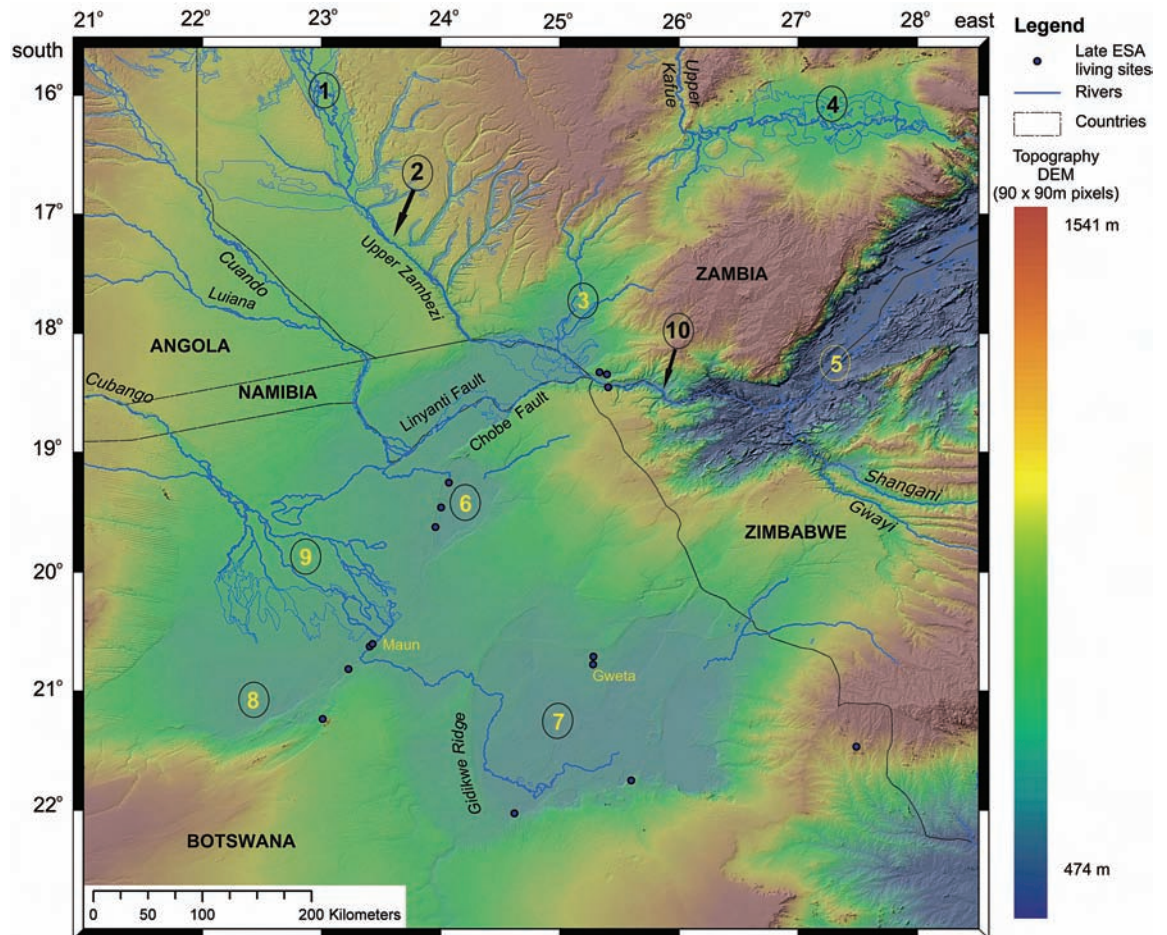 21° 22° 23° 24° 25° 26° 27° 28° east
south
16°
17°
18°
19°
20°
21°
22°
Legend
Late ESA
living sites
Rivers
Countries
Topography
DEM
(90 x 90m pixels)
1541 m
474 m
1
2
3
4
5
6
7
8
9
10
Upper
Kafue
Upper Zambezi
Cuando
Luiana
Cubango
ANGOLA
NAMIBIA
ZAMBIA
ZIMBABWE
BOTSWANA
Linyanti Fault
Chobe Fault
Shangani
Gwayi
Maun
Gweta
Gidikwe Ridge
0 50 100 200 Kilometers